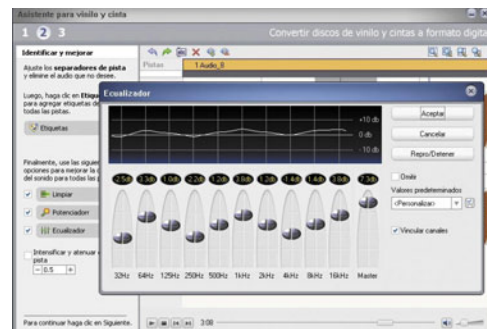 Asistente para vinilo y cinta
1 2 3
Convertir discos de vinilo y cintas a formato digita
Identificar y mejorar
Ajuste los separadores de pista
y elimine el audio que no desee.
Luego, haga clic en Etiqu
para agregar etiquetas de
todas las pistas.
Etiquetas
Finalmente, use las siguier
opciones para mejorar la c
del sonido para todas las p
Limpiar
Potenciador
Ecualizador
Intensificar y atenuar
pista
- 0.5 +
Para continuar haga clic en Siguiente.
Pistas
1 Audio_8
Ecualizador
+10 db
0 db
-10 db
Aceptar
Cancelar
Repro/Detener
Omitir
Valores predeterminados
<Personalizar>
Vincular canales
32Hz 64Hz 125Hz 250Hz 500Hz 1kHz 2kHz 4kHz 8kHz 16kHz Master
3:08